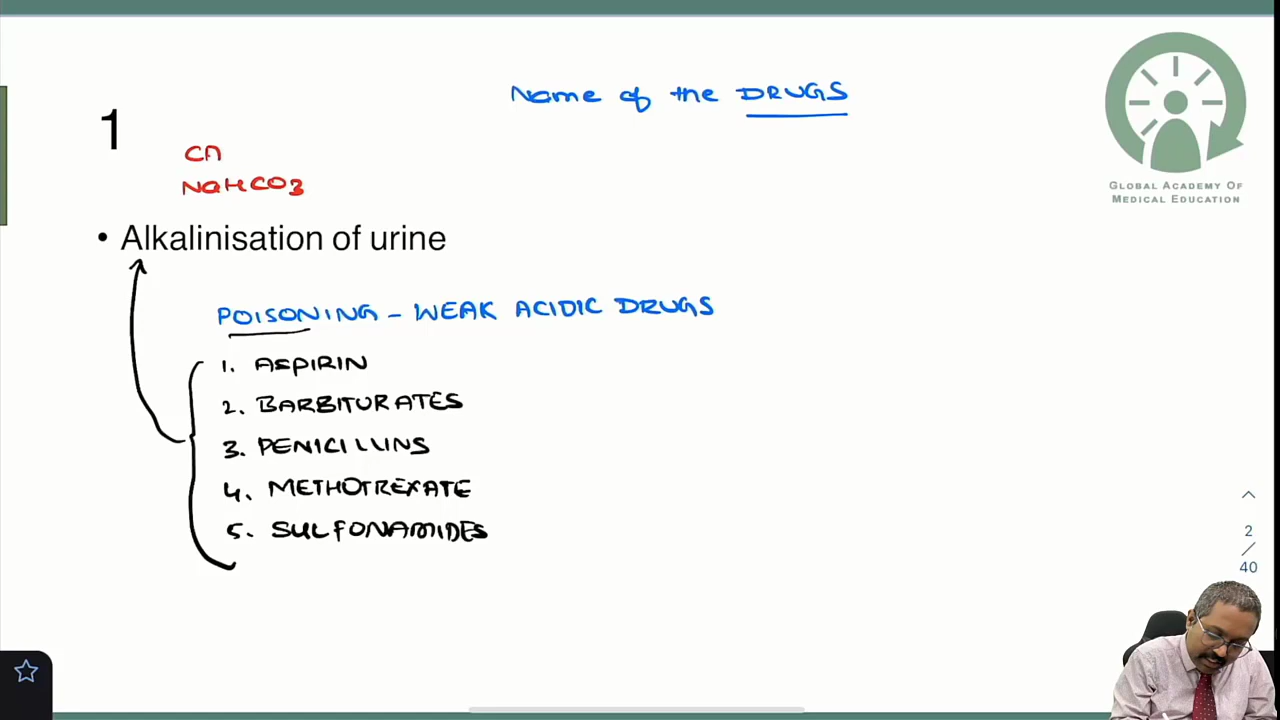 Name of the DRUGS
1
NaHCO3
• Alkalinisation of urine
POISONING - WEAK ACIDIC DRUGS
1. ASPIRIN
2. BARBITURATES
3. PENICILLINS
4. METHOTREXATE
5. SULFONAMIDES
GLOBAL ACADEMY OF
MEDICAL EDUCATION
2
/
40